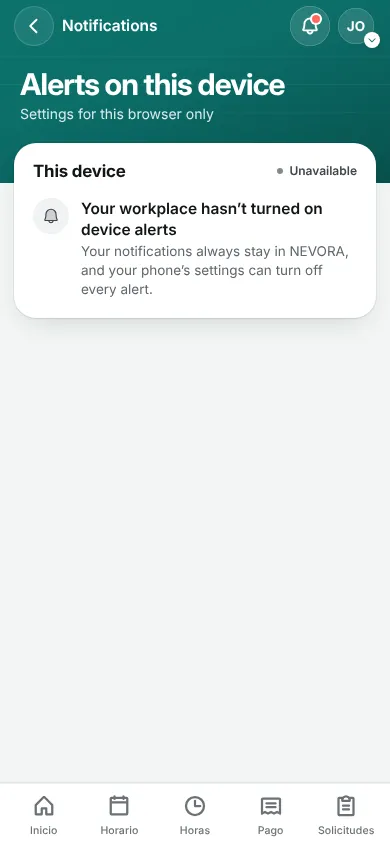 Notifications
JO
Alerts on this device
Settings for this browser only
This device
Unavailable
Your workplace hasn’t turned on
device alerts
Your notifications always stay in NEVORA,
and your phone’s settings can turn off
every alert.
Inicio
Horario
Horas
Pago
Solicitudes